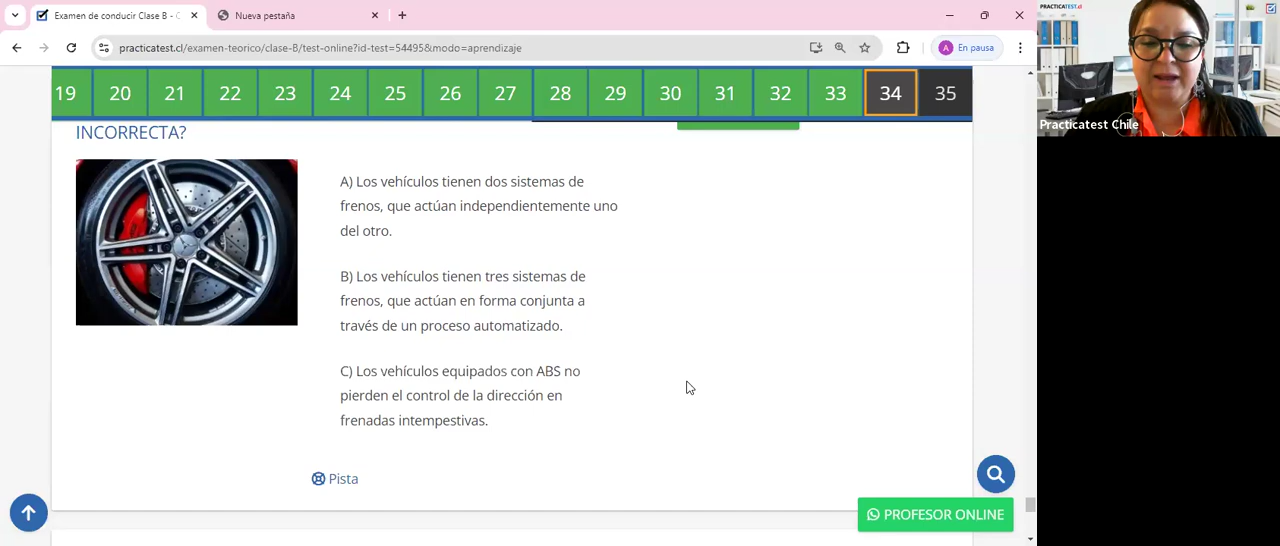 Examen de conducir Clase B - C
Nueva pestaña
practicatest.cl/examen-teorico/clase-B/test-online?id-test=54495&modo=aprendizaje
A
En pausa
PRACTICATEST.cl
19 20 21 22 23 24 25 26 27 28 29 30 31 32 33 34 35
INCORRECTA?
Practicatest Chile
A) Los vehículos tienen dos sistemas de
frenos, que actúan independientemente uno
del otro.
B) Los vehículos tienen tres sistemas de
frenos, que actúan en forma conjunta a
través de un proceso automatizado.
C) Los vehículos equipados con ABS no
pierden el control de la dirección en
frenadas intempestivas.
Pista
PROFESOR ONLINE